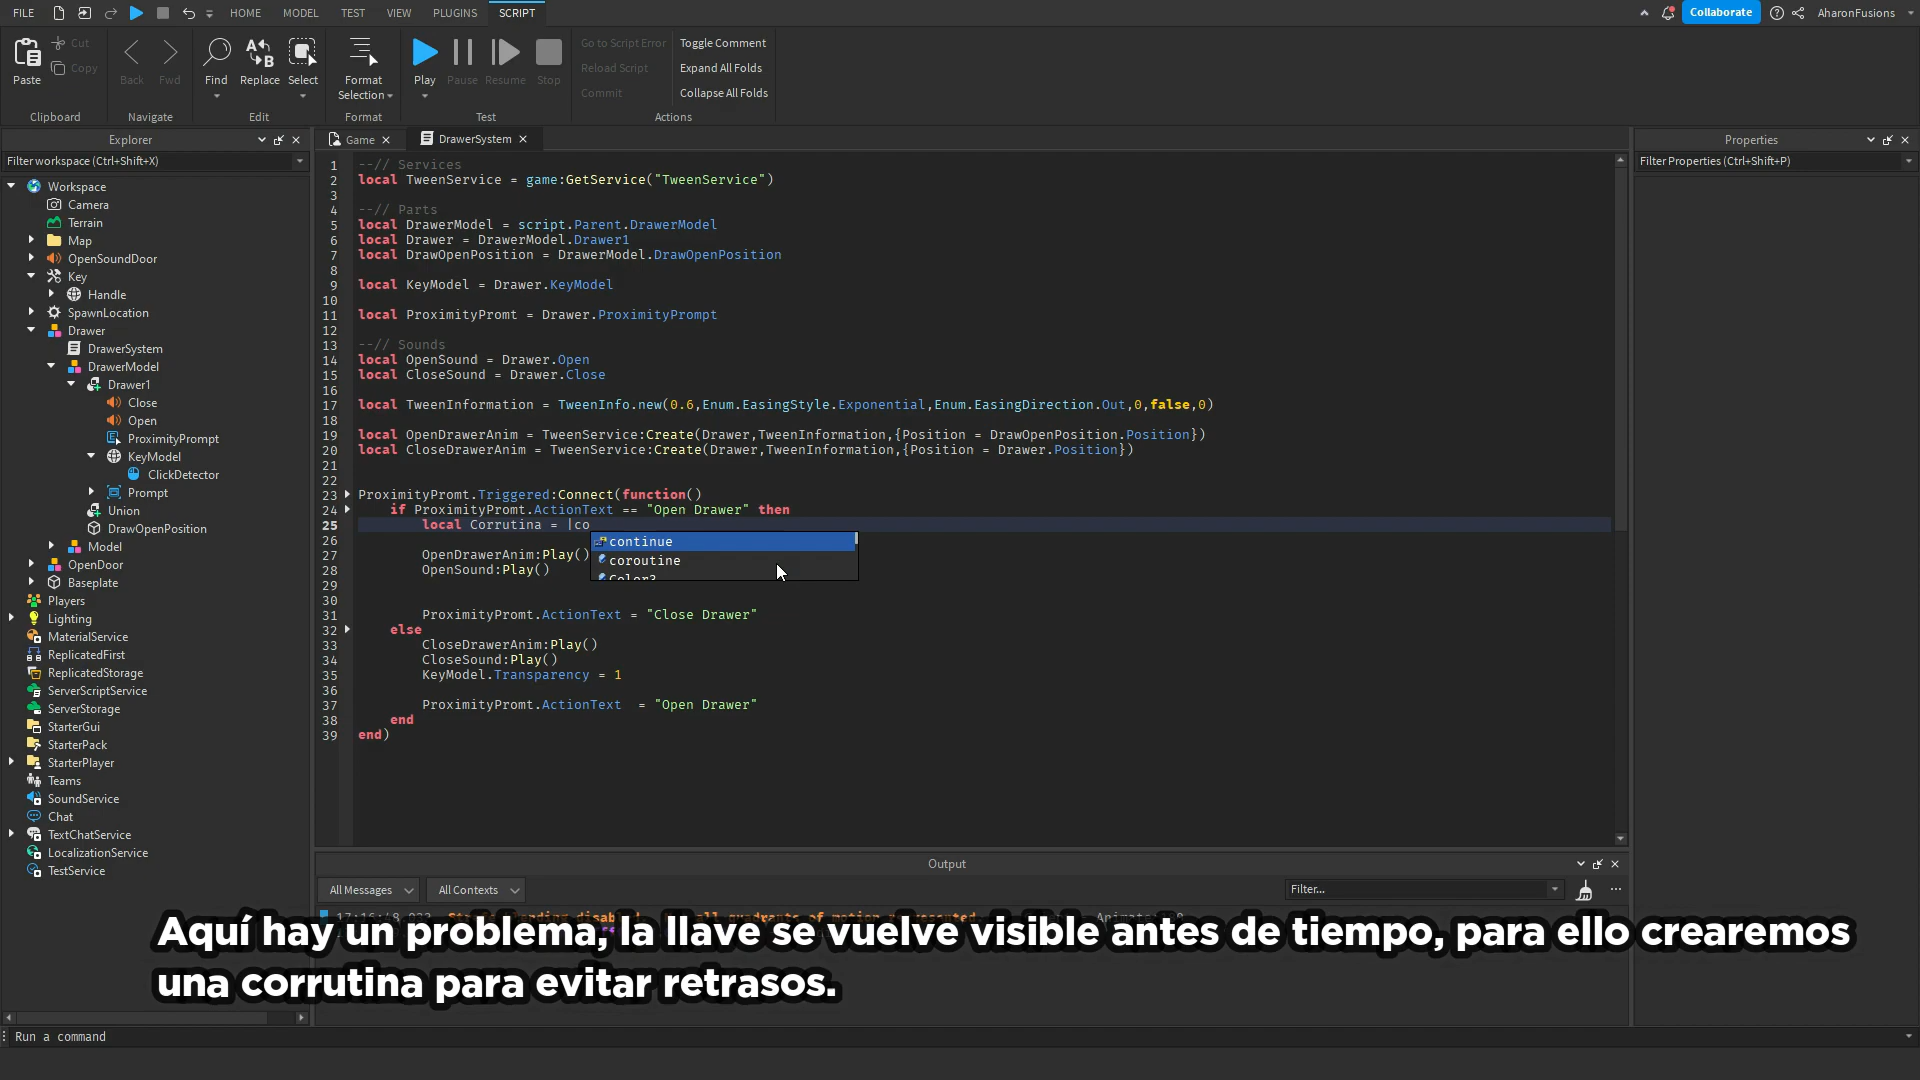 FILE HOME MODEL TEST VIEW PLUGINS SCRIPT Collaborate AharonFusions
Paste Cut Copy Back Fwd Find Replace Select Format Selection Play Pause Resume Stop Go to Script Error Reload Script Commit Toggle Comment Expand All Folds Collapse All Folds
Clipboard Navigate Edit Format Test Actions
Explorer
Filter workspace (Ctrl+Shift+X)
Workspace
Camera
Terrain
Map
OpenSoundDoor
Key
Handle
SpawnLocation
Drawer
DrawerSystem
DrawerModel
Drawer1
Close
Open
ProximityPrompt
KeyModel
ClickDetector
Prompt
Union
DrawOpenPosition
Model
OpenDoor
Baseplate
Players
Lighting
MaterialService
ReplicatedFirst
ReplicatedStorage
ServerScriptService
ServerStorage
StarterGui
StarterPack
StarterPlayer
Teams
SoundService
Chat
TextChatService
LocalizationService
TestService
Game DrawerSystem
1 --// Services
2 local TweenService = game:GetService("TweenService")
3
4 --// Parts
5 local DrawerModel = script.Parent.DrawerModel
6 local Drawer = DrawerModel.Drawer1
7 local DrawOpenPosition = DrawerModel.DrawOpenPosition
8
9 local KeyModel = Drawer.KeyModel
10
11 local ProximityPromt = Drawer.ProximityPrompt
12
13 --// Sounds
14 local OpenSound = Drawer.Open
15 local CloseSound = Drawer.Close
16
17 local TweenInformation = TweenInfo.new(0.6,Enum.EasingStyle.Exponential,Enum.EasingDirection.Out,0,false,0)
18
19 local OpenDrawerAnim = TweenService:Create(Drawer,TweenInformation,{Position = DrawOpenPosition.Position})
20 local CloseDrawerAnim = TweenService:Create(Drawer,TweenInformation,{Position = Drawer.Position})
21
22
23 ProximityPromt.Triggered:Connect(function()
24 if ProximityPromt.ActionText == "Open Drawer" then
25 local Corrutina = co
26
27 OpenDrawerAnim:Play()
28 OpenSound:Play()
29
30
31 ProximityPromt.ActionText = "Close Drawer"
32 else
33 CloseDrawerAnim:Play()
34 CloseSound:Play()
35 KeyModel.Transparency = 1
36
37 ProximityPromt.ActionText = "Open Drawer"
38 end
39 end)
continue
coroutine
Color3
Properties
Filter Properties (Ctrl+Shift+P)
Output
All Messages All Contexts Filter...
Aquí hay un problema, la llave se vuelve visible antes de tiempo, para ello crearemos
una corrutina para evitar retrasos.
Run a command